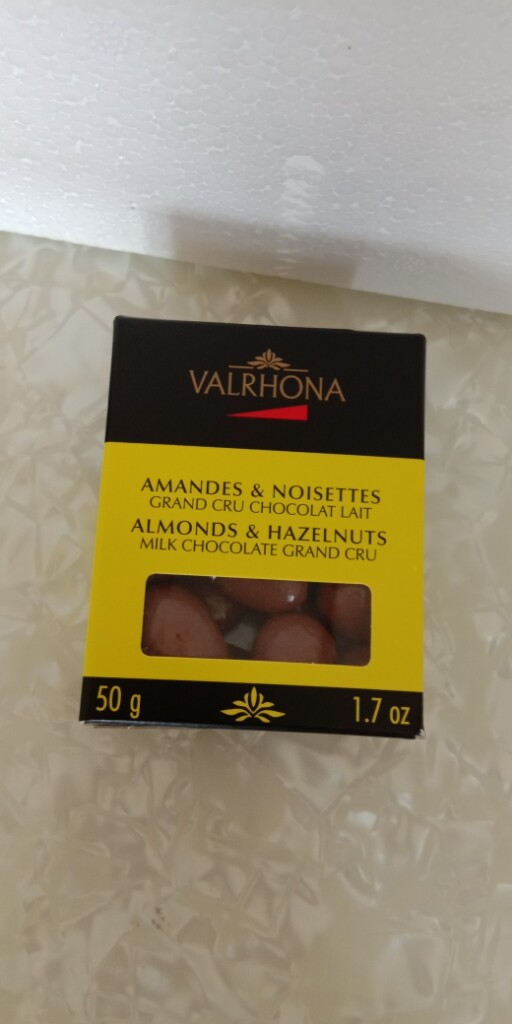 VALRHONA
AMANDES & NOISETTES
GRAND CRU CHOCOLAT LAIT
ALMONDS & HAZELNUTS
MILK CHOCOLATE GRAND CRU
50 g 1.7 oz